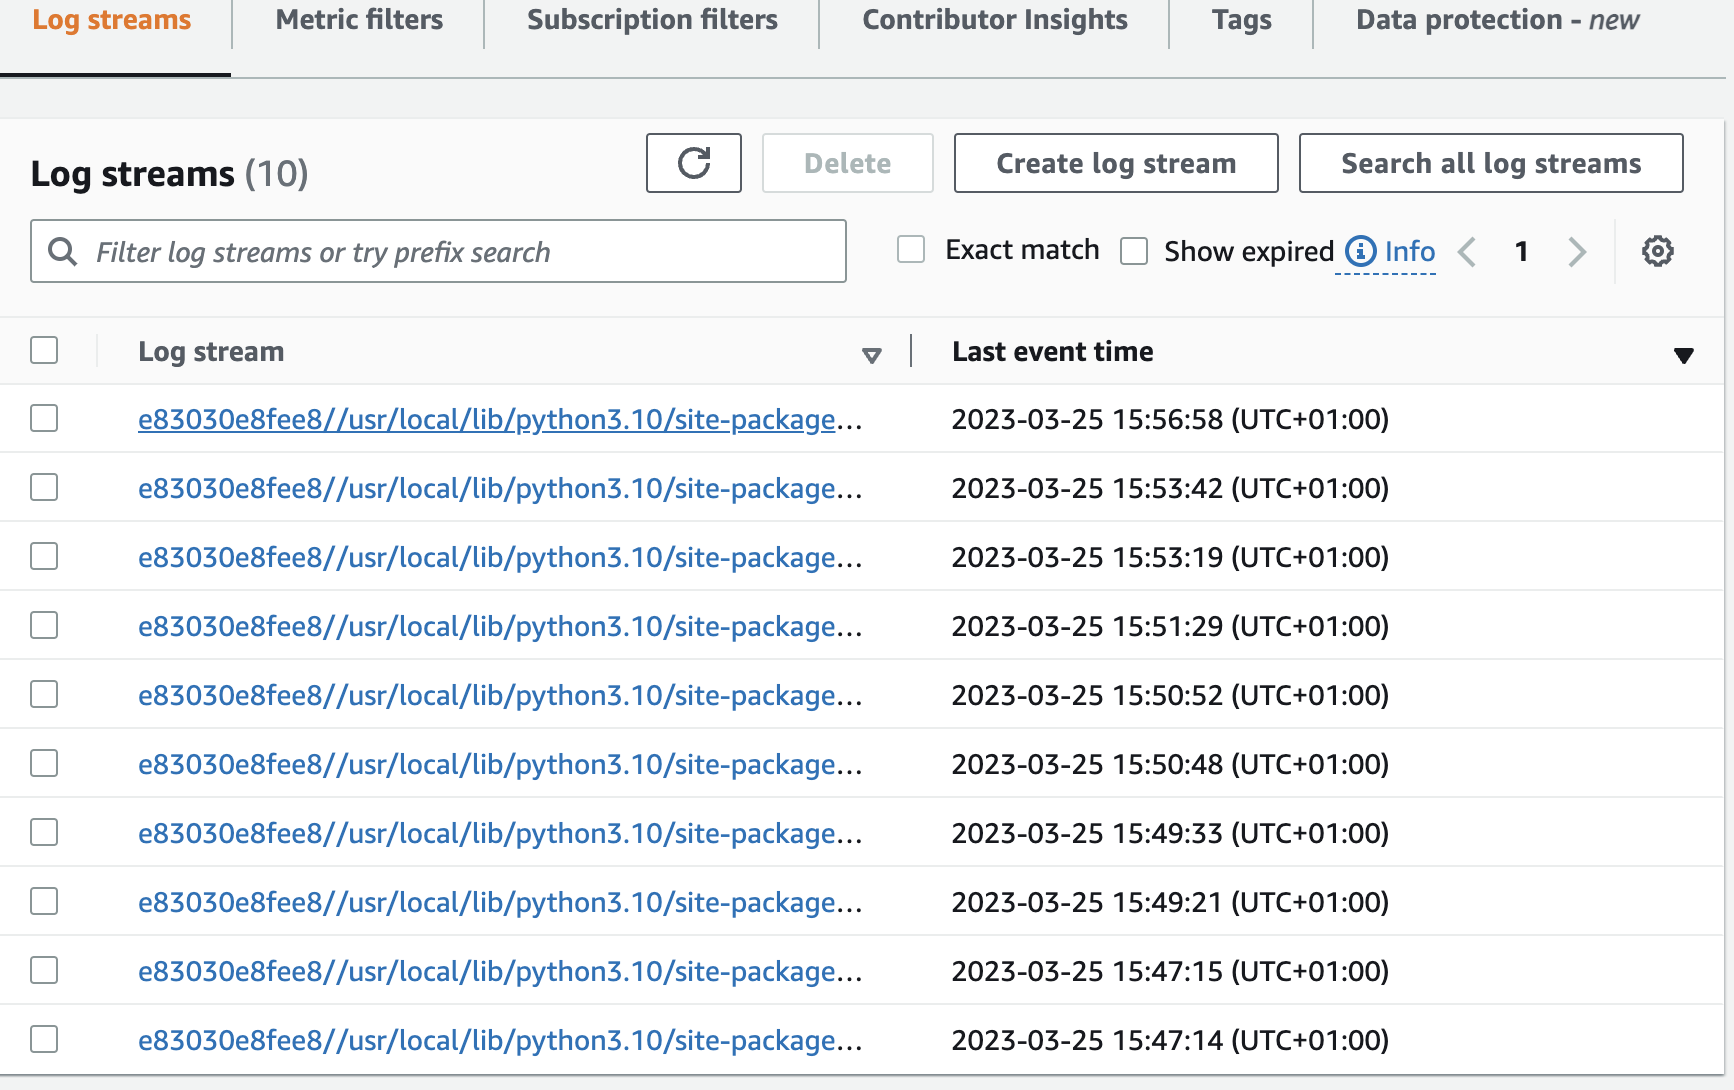 Log streams Metric filters Subscription filters Contributor Insights Tags Data protection - new
Log streams (10) Delete Create log stream Search all log streams
Filter log streams or try prefix search Exact match Show expired Info 1
Log stream Last event time
e83030e8fee8//usr/local/lib/python3.10/site-package... 2023-03-25 15:56:58 (UTC+01:00)
e83030e8fee8//usr/local/lib/python3.10/site-package... 2023-03-25 15:53:42 (UTC+01:00)
e83030e8fee8//usr/local/lib/python3.10/site-package... 2023-03-25 15:53:19 (UTC+01:00)
e83030e8fee8//usr/local/lib/python3.10/site-package... 2023-03-25 15:51:29 (UTC+01:00)
e83030e8fee8//usr/local/lib/python3.10/site-package... 2023-03-25 15:50:52 (UTC+01:00)
e83030e8fee8//usr/local/lib/python3.10/site-package... 2023-03-25 15:50:48 (UTC+01:00)
e83030e8fee8//usr/local/lib/python3.10/site-package... 2023-03-25 15:49:33 (UTC+01:00)
e83030e8fee8//usr/local/lib/python3.10/site-package... 2023-03-25 15:49:21 (UTC+01:00)
e83030e8fee8//usr/local/lib/python3.10/site-package... 2023-03-25 15:47:15 (UTC+01:00)
e83030e8fee8//usr/local/lib/python3.10/site-package... 2023-03-25 15:47:14 (UTC+01:00)